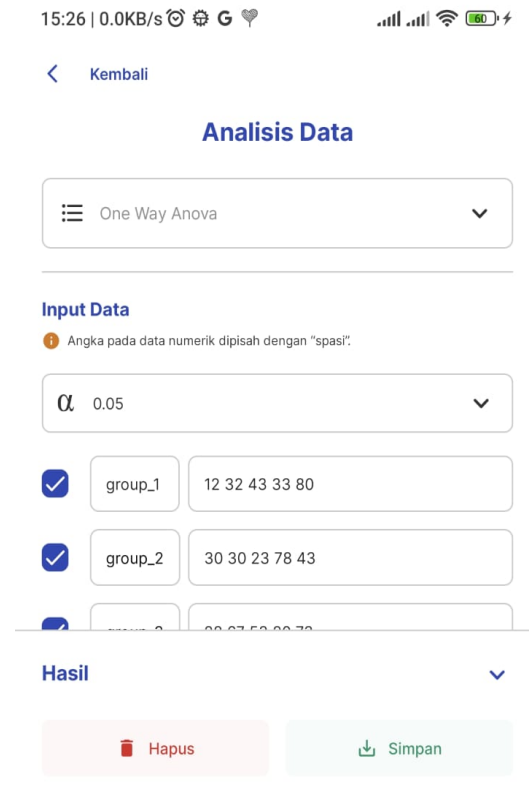 15:26 | 0.0KB/s
60
Kembali
Analisis Data
One Way Anova
Input Data
Angka pada data numerik dipisah dengan "spasi".
α 0.05
group_1 12 32 43 33 80
group_2 30 30 23 78 43
Hasil
Hapus
Simpan